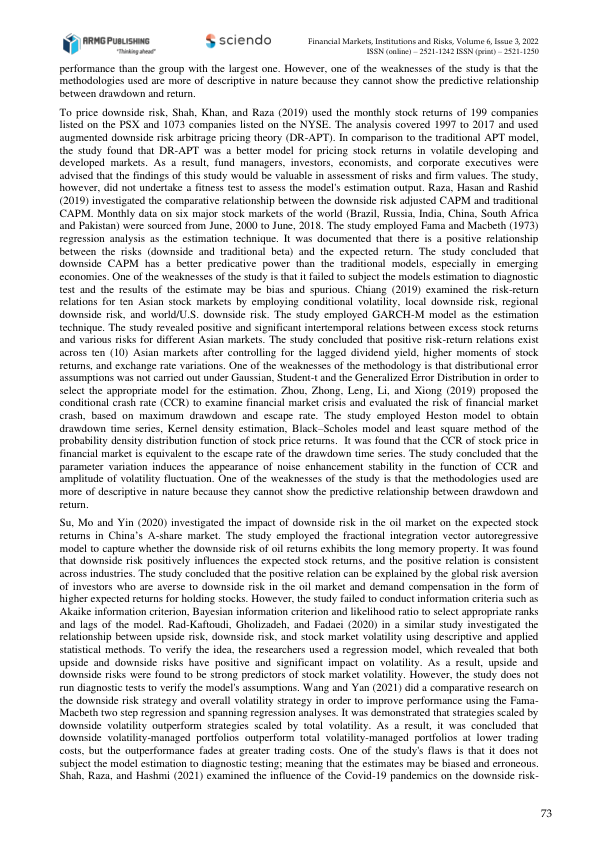 ARMG PUBLISHING
"Thinking ahead"
sciendo
Financial Markets, Institutions and Risks, Volume 6, Issue 3, 2022
ISSN (online) – 2521-1242 ISSN (print) – 2521-1250
performance than the group with the largest one. However, one of the weaknesses of the study is that the
methodologies used are more of descriptive in nature because they cannot show the predictive relationship
between drawdown and return.
To price downside risk, Shah, Khan, and Raza (2019) used the monthly stock returns of 199 companies
listed on the PSX and 1073 companies listed on the NYSE. The analysis covered 1997 to 2017 and used
augmented downside risk arbitrage pricing theory (DR-APT). In comparison to the traditional APT model,
the study found that DR-APT was a better model for pricing stock returns in volatile developing and
developed markets. As a result, fund managers, investors, economists, and corporate executives were
advised that the findings of this study would be valuable in assessment of risks and firm values. The study,
however, did not undertake a fitness test to assess the model's estimation output. Raza, Hasan and Rashid
(2019) investigated the comparative relationship between the downside risk adjusted CAPM and traditional
CAPM. Monthly data on six major stock markets of the world (Brazil, Russia, India, China, South Africa
and Pakistan) were sourced from June, 2000 to June, 2018. The study employed Fama and Macbeth (1973)
regression analysis as the estimation technique. It was documented that there is a positive relationship
between the risks (downside and traditional beta) and the expected return. The study concluded that
downside CAPM has a better predicative power than the traditional models, especially in emerging
economies. One of the weaknesses of the study is that it failed to subject the models estimation to diagnostic
test and the results of the estimate may be bias and spurious. Chiang (2019) examined the risk-return
relations for ten Asian stock markets by employing conditional volatility, local downside risk, regional
downside risk, and world/U.S. downside risk. The study employed GARCH-M model as the estimation
technique. The study revealed positive and significant intertemporal relations between excess stock returns
and various risks for different Asian markets. The study concluded that positive risk-return relations exist
across ten (10) Asian markets after controlling for the lagged dividend yield, higher moments of stock
returns, and exchange rate variations. One of the weaknesses of the methodology is that distributional error
assumptions was not carried out under Gaussian, Student-t and the Generalized Error Distribution in order to
select the appropriate model for the estimation. Zhou, Zhong, Leng, Li, and Xiong (2019) proposed the
conditional crash rate (CCR) to examine financial market crisis and evaluated the risk of financial market
crash, based on maximum drawdown and escape rate. The study employed Heston model to obtain
drawdown time series, Kernel density estimation, Black–Scholes model and least square method of the
probability density distribution function of stock price returns. It was found that the CCR of stock price in
financial market is equivalent to the escape rate of the drawdown time series. The study concluded that the
parameter variation induces the appearance of noise enhancement stability in the function of CCR and
amplitude of volatility fluctuation. One of the weaknesses of the study is that the methodologies used are
more of descriptive in nature because they cannot show the predictive relationship between drawdown and
return.
Su, Mo and Yin (2020) investigated the impact of downside risk in the oil market on the expected stock
returns in China's A-share market. The study employed the fractional integration vector autoregressive
model to capture whether the downside risk of oil returns exhibits the long memory property. It was found
that downside risk positively influences the expected stock returns, and the positive relation is consistent
across industries. The study concluded that the positive relation can be explained by the global risk aversion
of investors who are averse to downside risk in the oil market and demand compensation in the form of
higher expected returns for holding stocks. However, the study failed to conduct information criteria such as
Akaike information criterion, Bayesian information criterion and likelihood ratio to select appropriate ranks
and lags of the model. Rad-Kaftoudi, Gholizadeh, and Fadaei (2020) in a similar study investigated the
relationship between upside risk, downside risk, and stock market volatility using descriptive and applied
statistical methods. To verify the idea, the researchers used a regression model, which revealed that both
upside and downside risks have positive and significant impact on volatility. As a result, upside and
downside risks were found to be strong predictors of stock market volatility. However, the study does not
run diagnostic tests to verify the model's assumptions. Wang and Yan (2021) did a comparative research on
the downside risk strategy and overall volatility strategy in order to improve performance using the Fama-
Macbeth two step regression and spanning regression analyses. It was demonstrated that strategies scaled by
downside volatility outperform strategies scaled by total volatility. As a result, it was concluded that
downside volatility-managed portfolios outperform total volatility-managed portfolios at lower trading
costs, but the outperformance fades at greater trading costs. One of the study's flaws is that it does not
subject the model estimation to diagnostic testing; meaning that the estimates may be biased and erroneous.
Shah, Raza, and Hashmi (2021) examined the influence of the Covid-19 pandemics on the downside risk-
73